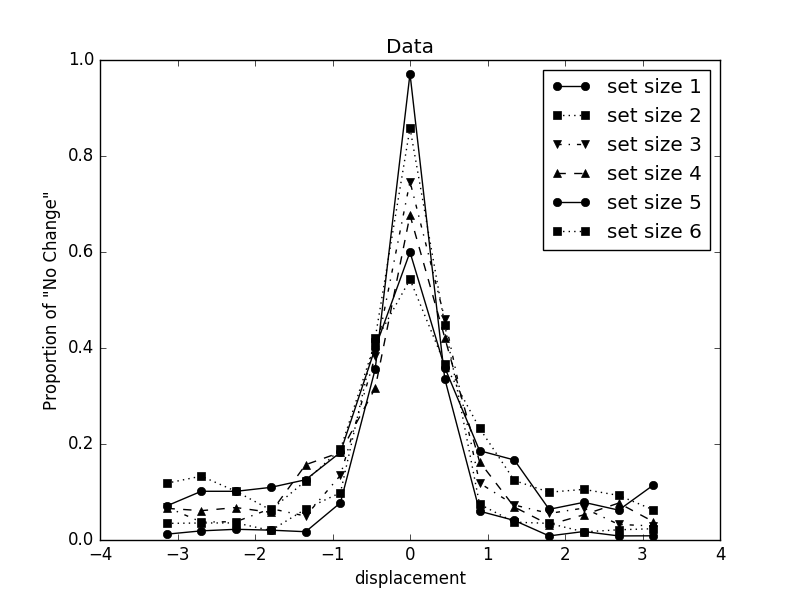 Data
1.0
0.8
0.6
0.4
0.2
0.0
Proportion of "No Change"
set size 1
set size 2
set size 3
set size 4
set size 5
set size 6
−4 −3 −2 −1 0 1 2 3 4
displacement